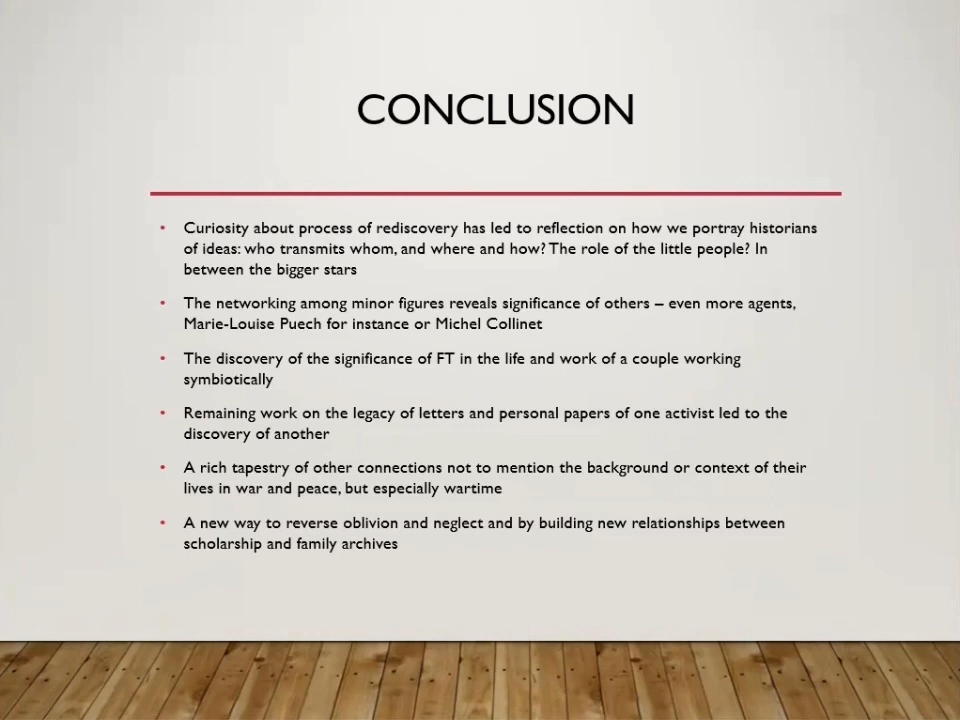 CONCLUSION
• Curiosity about process of rediscovery has led to reflection on how we portray historians
of ideas: who transmits whom, and where and how? The role of the little people? In
between the bigger stars
• The networking among minor figures reveals significance of others – even more agents,
Marie-Louise Puech for instance or Michel Collinet
• The discovery of the significance of FT in the life and work of a couple working
symbiotically
• Remaining work on the legacy of letters and personal papers of one activist led to the
discovery of another
• A rich tapestry of other connections not to mention the background or context of their
lives in war and peace, but especially wartime
• A new way to reverse oblivion and neglect and by building new relationships between
scholarship and family archives